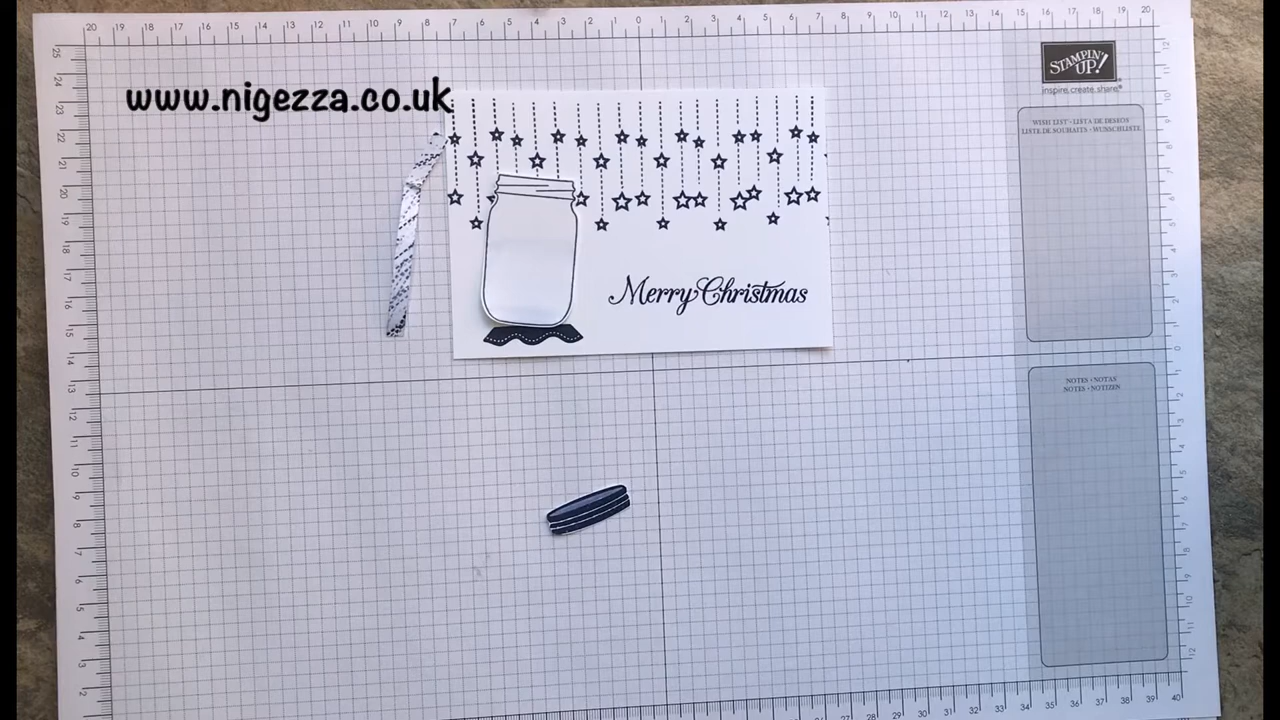 www.nigezza.co.uk
STAMPIN' UP!
inspire.create.share.®
WISH LIST • LISTA DE DESEOS
LISTE DE SOUHAITS • WUNSCHLISTE
Merry Christmas
NOTES • NOTAS
NOTES • NOTIZEN